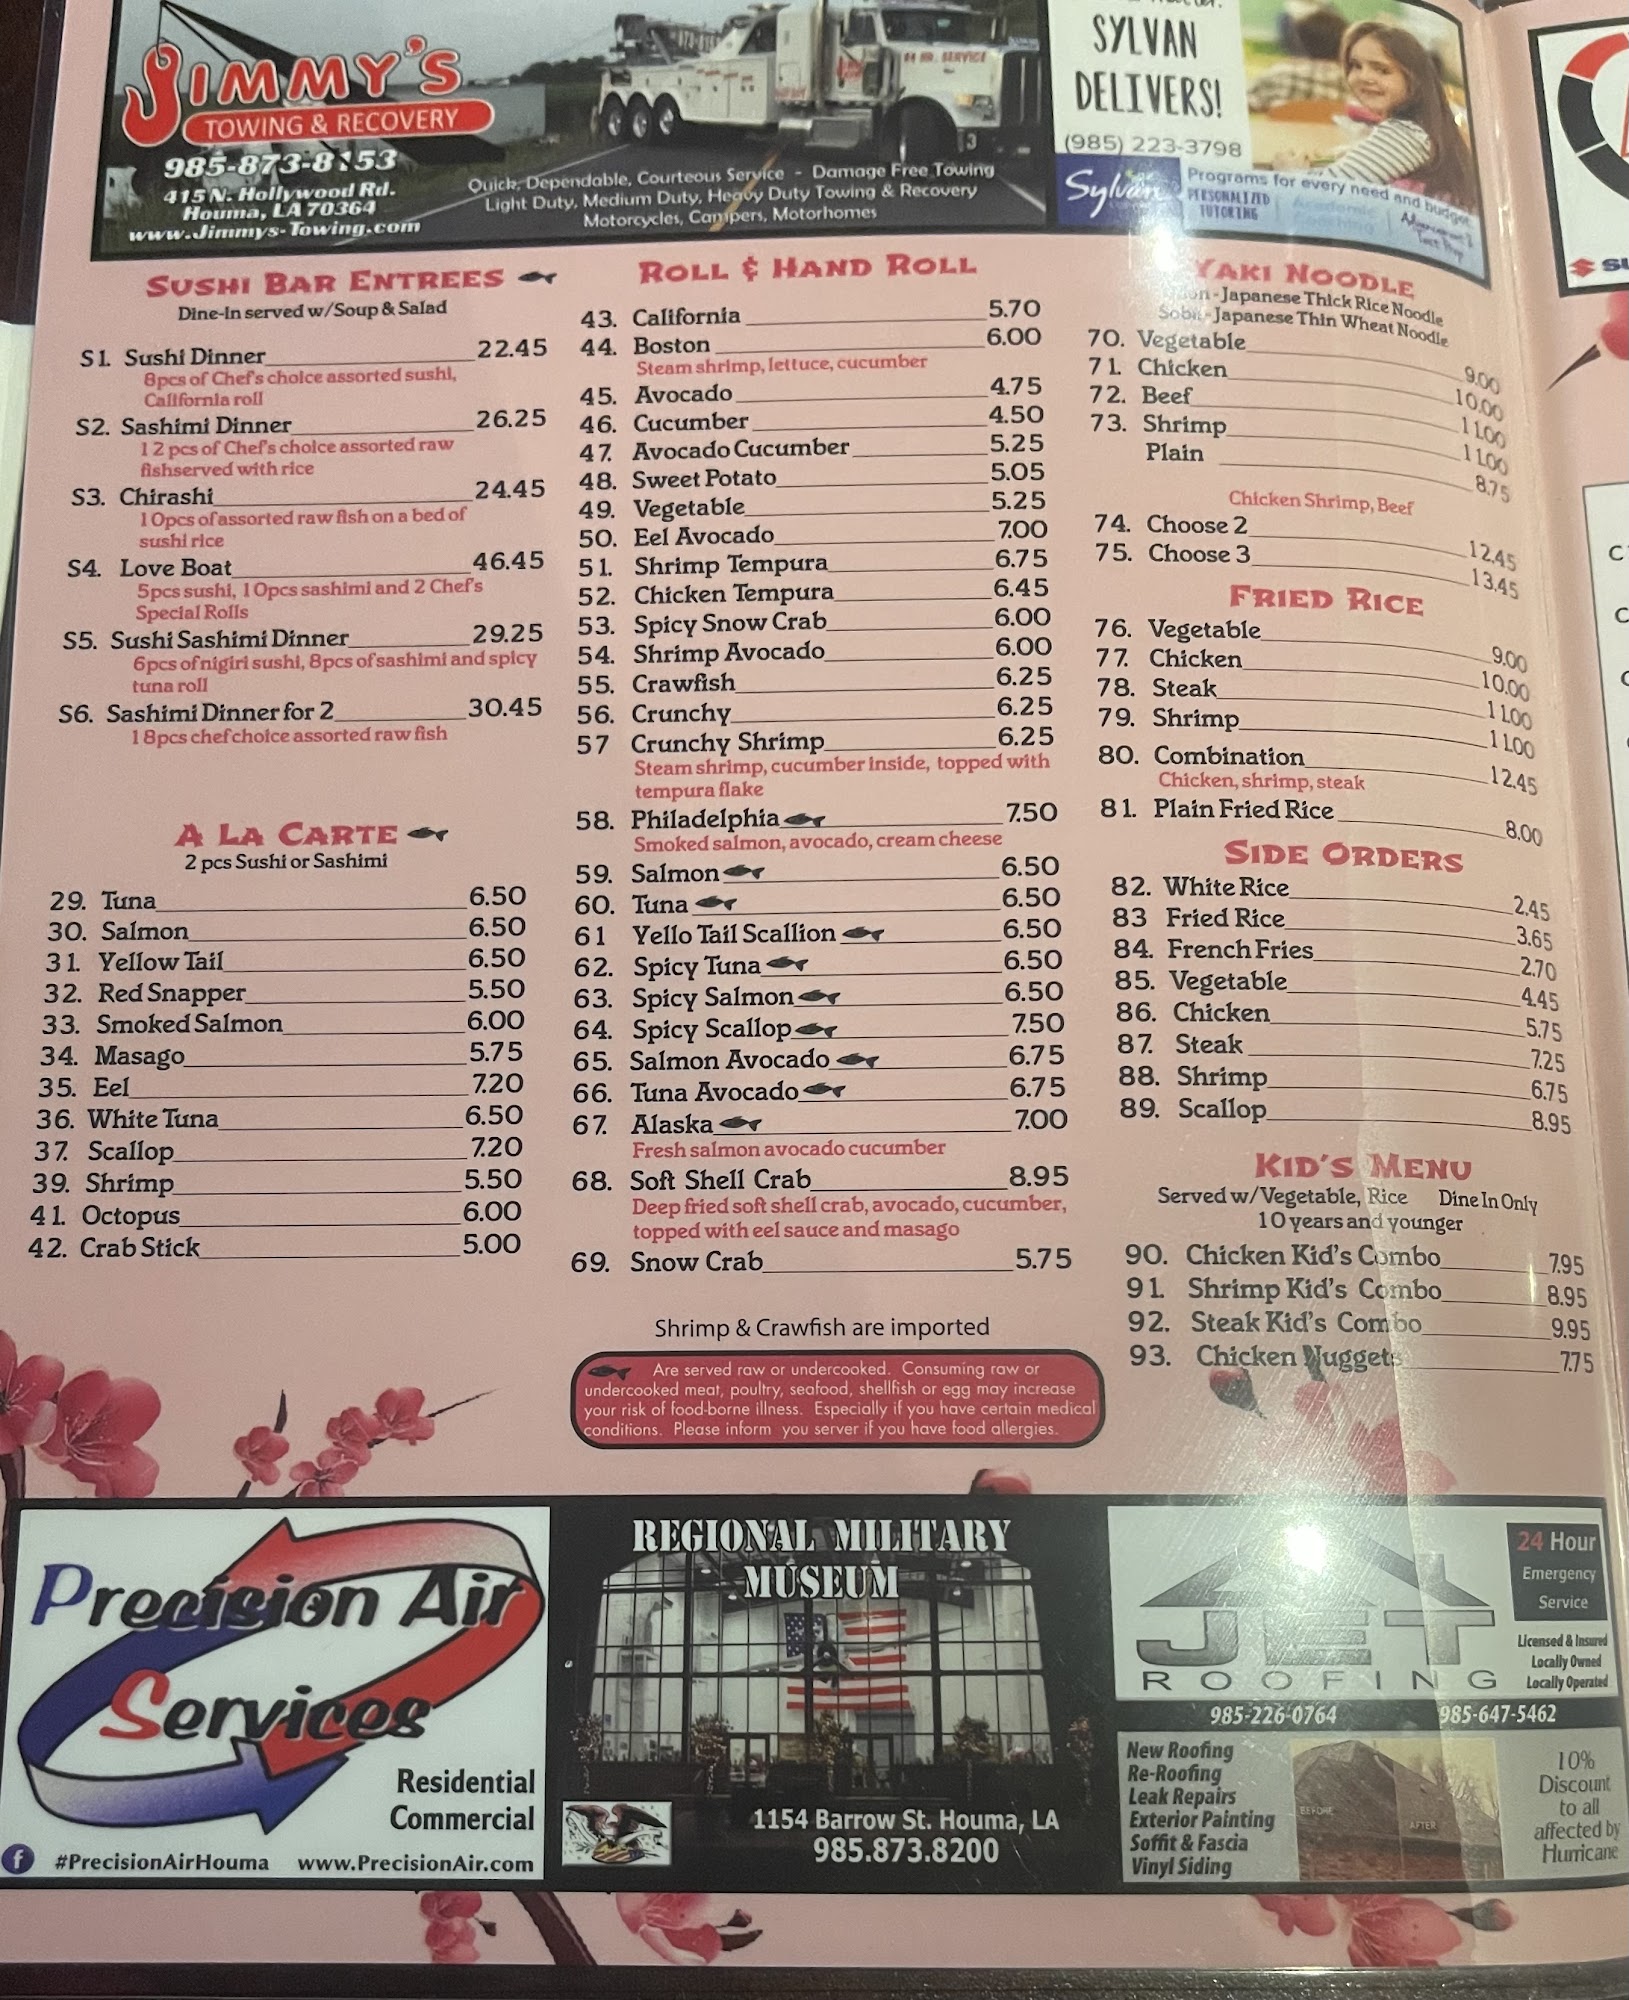 JIMMY'S
TOWING & RECOVERY
985-873-8153
415 N. Hollywood Rd.
Houma, LA 70364
www.Jimmys-Towing.com
24 HR. SERVICE
Quick, Dependable, Courteous Service - Damage Free Towing
Light Duty, Medium Duty, Heavy Duty Towing & Recovery
Motorcycles, Campers, Motorhomes
SYLVAN
DELIVERS!
(985) 223-3798
Sylvan
Programs for every need and budget.
PERSONALIZED
TUTORING
Academic
Coaching
SUSHI BAR ENTREES
Dine-In served w/Soup & Salad
S1. Sushi Dinner 22.45
8pcs of Chef's choice assorted sushi,
California roll
S2. Sashimi Dinner 26.25
12 pcs of Chef's choice assorted raw
fishserved with rice
S3. Chirashi 24.45
10pcs of assorted raw fish on a bed of
sushi rice
S4. Love Boat 46.45
5pcs sushi, 10pcs sashimi and 2 Chef's
Special Rolls
S5. Sushi Sashimi Dinner 29.25
6pcs of nigiri sushi, 8pcs of sashimi and spicy
tuna roll
S6. Sashimi Dinner for 2 30.45
18pcs chef choice assorted raw fish
A LA CARTE
2 pcs Sushi or Sashimi
29. Tuna 6.50
30. Salmon 6.50
31. Yellow Tail 6.50
32. Red Snapper 5.50
33. Smoked Salmon 6.00
34. Masago 5.75
35. Eel 7.20
36. White Tuna 6.50
37. Scallop 7.20
39. Shrimp 5.50
41. Octopus 6.00
42. Crab Stick 5.00
ROLL & HAND ROLL
43. California 5.70
44. Boston 6.00
Steam shrimp, lettuce, cucumber
45. Avocado 4.75
46. Cucumber 4.50
47. Avocado Cucumber 5.25
48. Sweet Potato 5.05
49. Vegetable 5.25
50. Eel Avocado 7.00
51. Shrimp Tempura 6.75
52. Chicken Tempura 6.45
53. Spicy Snow Crab 6.00
54. Shrimp Avocado 6.00
55. Crawfish 6.25
56. Crunchy 6.25
57 Crunchy Shrimp 6.25
Steam shrimp, cucumber inside, topped with
tempura flake
58. Philadelphia 7.50
Smoked salmon, avocado, cream cheese
59. Salmon 6.50
60. Tuna 6.50
61 Yello Tail Scallion 6.50
62. Spicy Tuna 6.50
63. Spicy Salmon 6.50
64. Spicy Scallop 7.50
65. Salmon Avocado 6.75
66. Tuna Avocado 6.75
67. Alaska 7.00
Fresh salmon avocado cucumber
68. Soft Shell Crab 8.95
Deep fried soft shell crab, avocado, cucumber,
topped with eel sauce and masago
69. Snow Crab 5.75
Shrimp & Crawfish are imported
Are served raw or undercooked. Consuming raw or
undercooked meat, poultry, seafood, shellfish or egg may increase
your risk of food-borne illness. Especially if you have certain medical
conditions. Please inform you server if you have food allergies.
YAKI NOODLE
-Japanese Thick Rice Noodle
-Japanese Thin Wheat Noodle
70. Vegetable 9.00
71. Chicken 10.00
72. Beef 11.00
73. Shrimp 11.00
Plain 8.75
Chicken Shrimp, Beef
74. Choose 2 12.45
75. Choose 3 13.45
FRIED RICE
76. Vegetable 9.00
77. Chicken 10.00
78. Steak 11.00
79. Shrimp 11.00
80. Combination 12.45
Chicken, shrimp, steak
81. Plain Fried Rice 8.00
SIDE ORDERS
82. White Rice 2.45
83 Fried Rice 3.65
84. French Fries 2.70
85. Vegetable 4.45
86. Chicken 5.75
87. Steak 7.25
88. Shrimp 6.75
89. Scallop 8.95
KID'S MENU
Served w/Vegetable, Rice Dine In Only
10 years and younger
90. Chicken Kid's Combo 7.95
91. Shrimp Kid's Combo 8.95
92. Steak Kid's Combo 9.95
93. Chicken Nuggets 7.75
Precision Air
Services
Residential
Commercial
#PrecisionAirHouma www.PrecisionAir.com
REGIONAL MILITARY
MUSEUM
1154 Barrow St. Houma, LA
985.873.8200
JET
ROOFING
24 Hour
Emergency
Service
Licensed & Insured
Locally Owned
Locally Operated
985-226-0764 985-647-5462
New Roofing
Re-Roofing
Leak Repairs
Exterior Painting
Soffit & Fascia
Vinyl Siding
BEFORE
AFTER
10%
Discount
to all
affected by
Hurricane